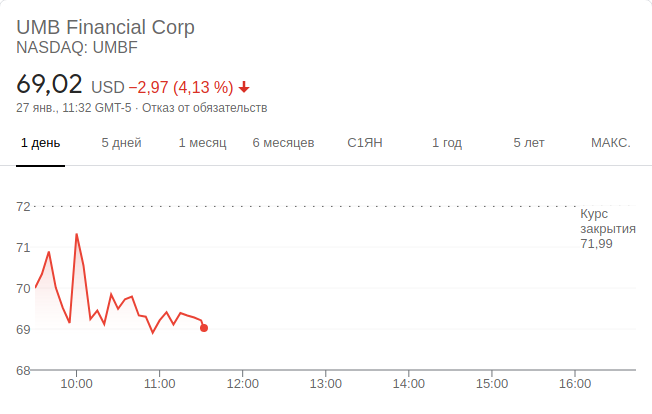 UMB Financial Corp
NASDAQ: UMBF
69,02 USD −2,97 (4,13 %)
27 янв., 11:32 GMT-5 · Отказ от обязательств
1 день 5 дней 1 месяц 6 месяцев С1ЯН 1 год 5 лет МАКС.
72
Курс
закрытия
71,99
71
70
69
68
10:00 11:00 12:00 13:00 14:00 15:00 16:00